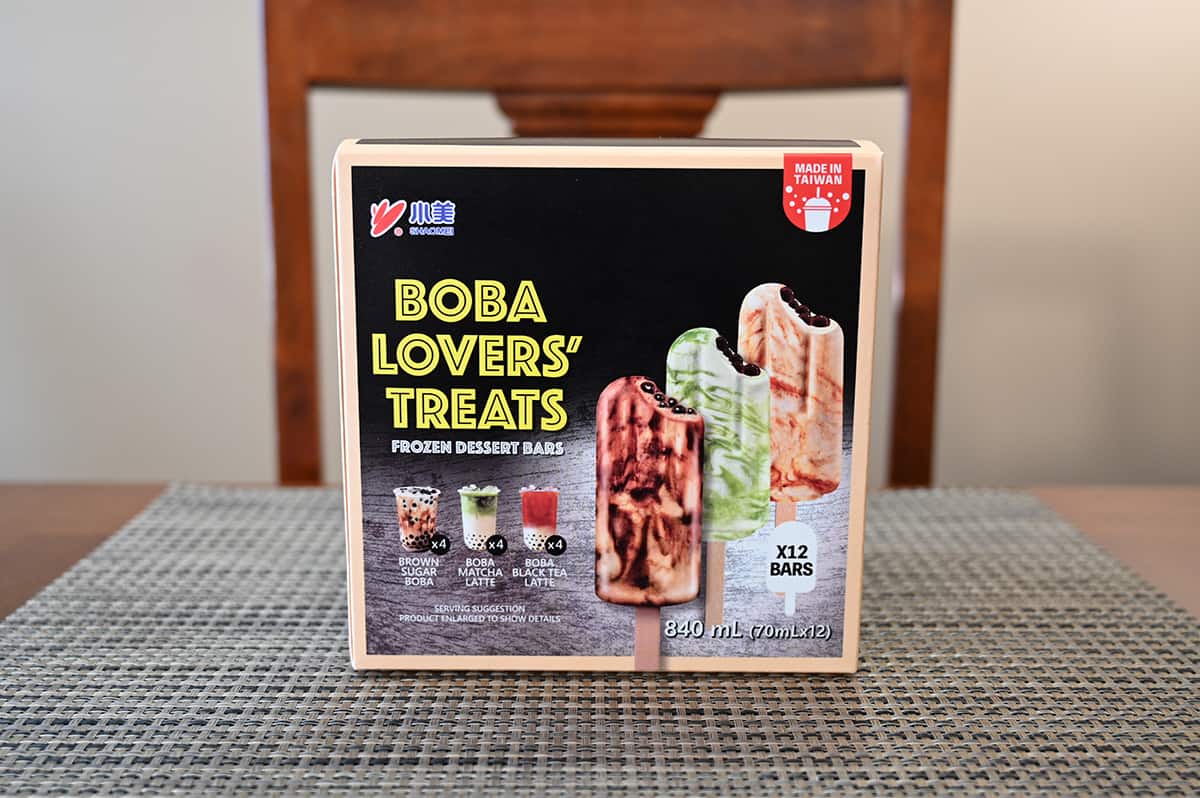 MADE IN
TAIWAN
小美
SHAOMEI
BOBA
LOVERS'
TREATS
FROZEN DESSERT BARS
x4
x4
x4
BROWN
SUGAR
BOBA
BOBA
MATCHA
LATTE
BOBA
BLACK TEA
LATTE
X12
BARS
SERVING SUGGESTION
PRODUCT ENLARGED TO SHOW DETAILS
840 mL (70mLx12)